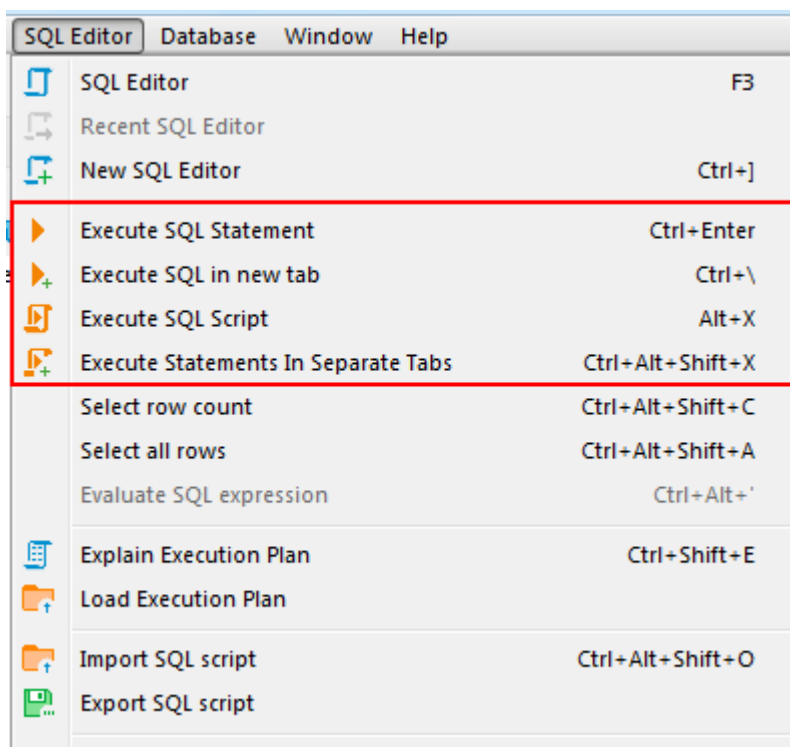 SQL Editor Database Window Help
SQL Editor F3
Recent SQL Editor
New SQL Editor Ctrl+]
Execute SQL Statement Ctrl+Enter
Execute SQL in new tab Ctrl+\
Execute SQL Script Alt+X
Execute Statements In Separate Tabs Ctrl+Alt+Shift+X
Select row count Ctrl+Alt+Shift+C
Select all rows Ctrl+Alt+Shift+A
Evaluate SQL expression Ctrl+Alt+'
Explain Execution Plan Ctrl+Shift+E
Load Execution Plan
Import SQL script Ctrl+Alt+Shift+O
Export SQL script